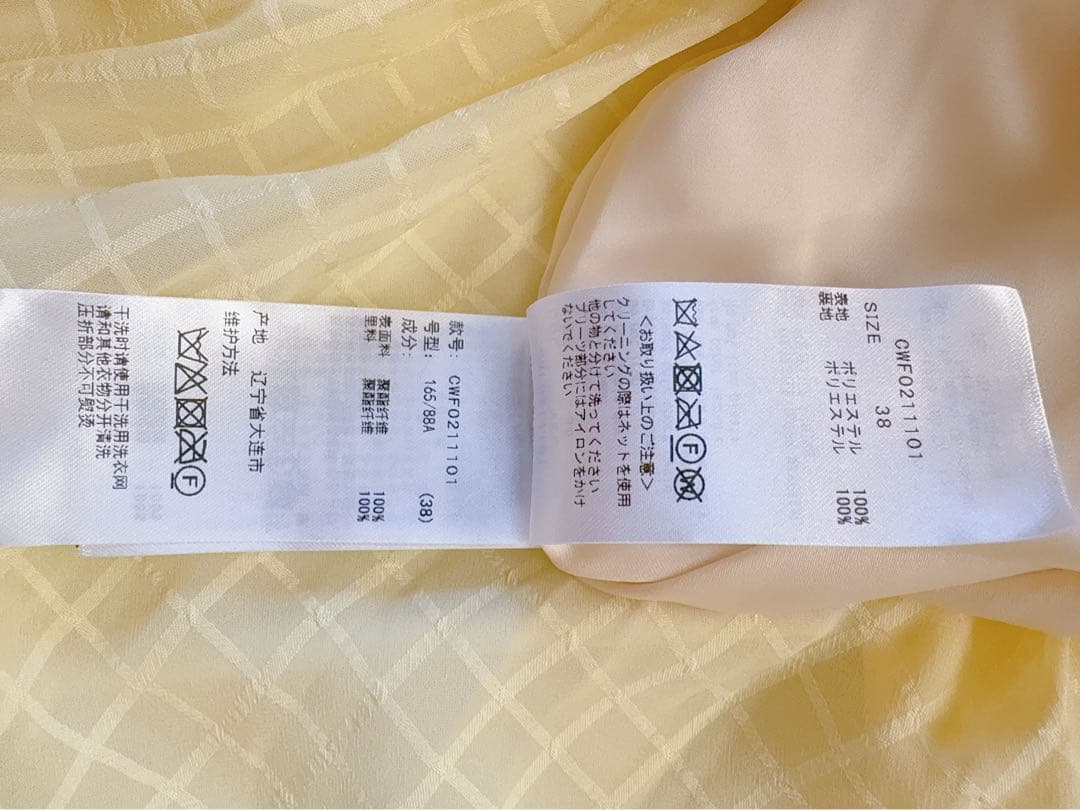 CWF0211101
SIZE 38
表地 ポリエステル 100%
裏地 ポリエステル 100%
F
W
<お取り扱い上のご注意>
クリーニングの際はネットを使用
してください
他の物と分けて洗ってください
プリーツ部分にはアイロンをかけ
ないでください
款号: CWF0211101
号型: 165/88A (38)
成分:
表面料 聚酯纤维 100%
里料 聚酯纤维 100%
产地 辽宁省大连市
维护方法
F
干洗时请使用干洗用洗衣网
请和其他衣物分开清洗
压折部分不可熨烫